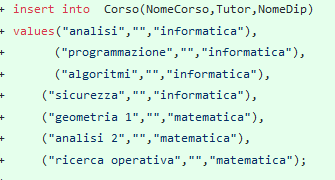 + insert into Corso(NomeCorso,Tutor,NomeDip)
+ values("analisi","","informatica"),
+ ("programmazione","","informatica"),
+ ("algoritmi","","informatica"),
+ ("sicurezza","","informatica"),
+ ("geometria 1","","matematica"),
+ ("analisi 2","","matematica"),
+ ("ricerca operativa","","matematica");